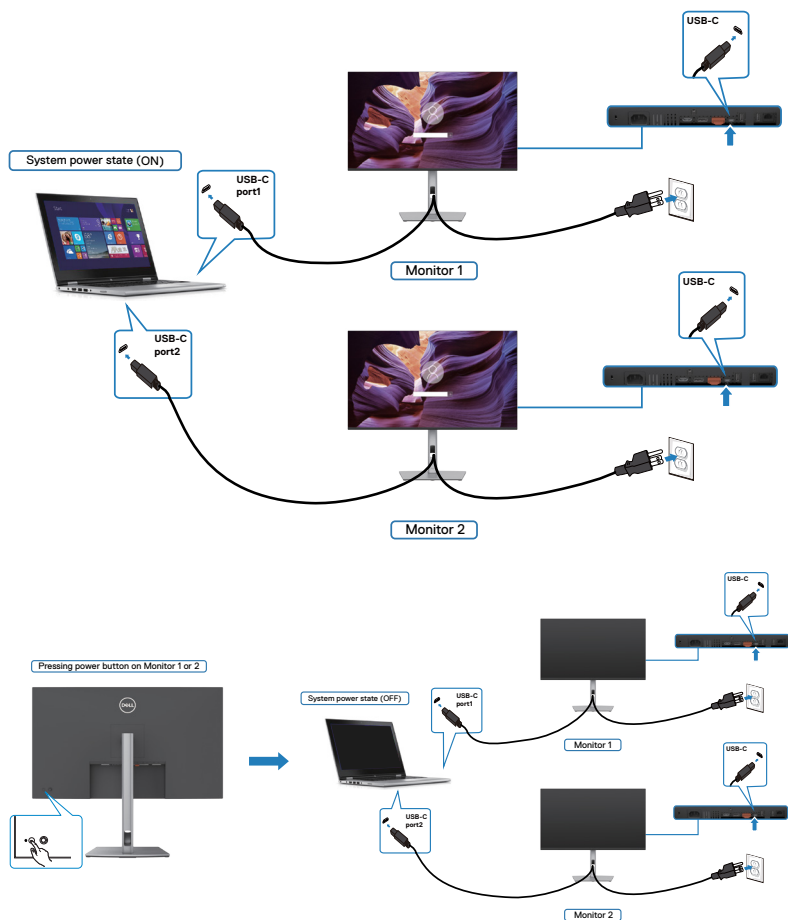 USB-C
System power state (ON)
USB-C
port1
Start
Monitor 1
USB-C
USB-C
port2
Monitor 2
Pressing power button on Monitor 1 or 2
DELL
System power state (OFF)
USB-C
port1
USB-C
Monitor 1
USB-C
USB-C
port2
Monitor 2